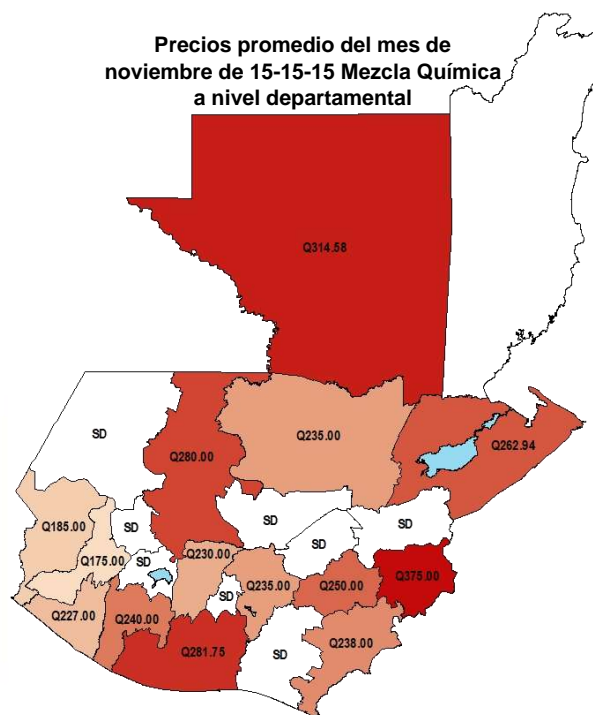 Precios promedio del mes de
noviembre de 15-15-15 Mezcla Química
a nivel departamental
Q314.58
SD
Q235.00
Q262.94
Q280.00
SD
SD
SD
SD
Q185.00
Q230.00
SD
Q175.00
Q375.00
Q235.00
Q250.00
SD
Q227.00
Q240.00
Q238.00
Q281.75
SD